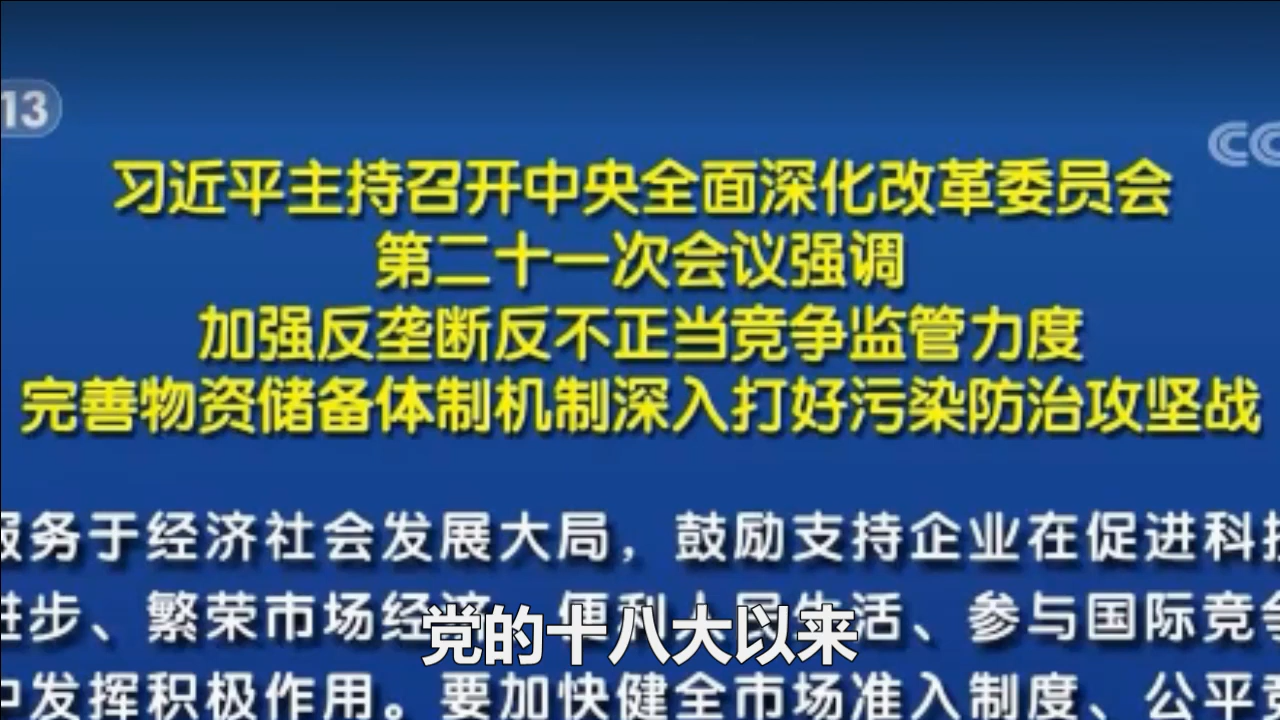 13
CC
习近平主持召开中央全面深化改革委员会
第二十一次会议强调
加强反垄断反不正当竞争监管力度
完善物资储备体制机制深入打好污染防治攻坚战
服务于经济社会发展大局，鼓励支持企业在促进科技
进步、繁荣市场经济、便利人民生活、参与国际竞争
中发挥积极作用。要加快健全市场准入制度、公平竞
党的十八大以来